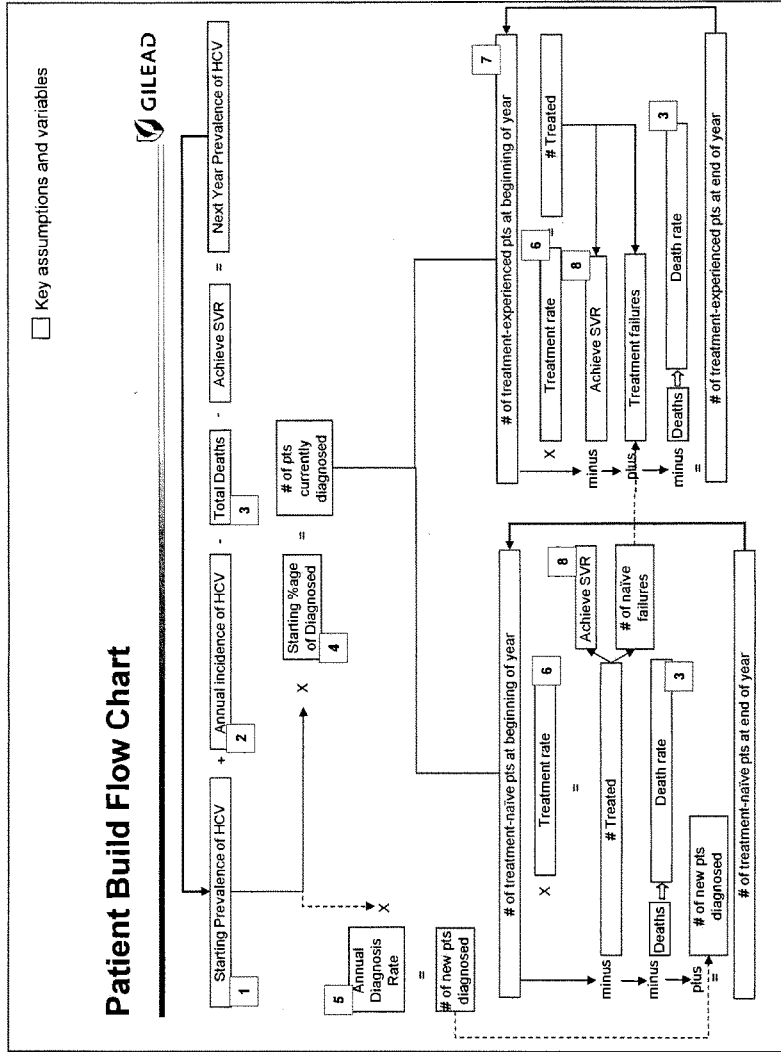 Key assumptions and variables
Patient Build Flow Chart
GILEAD
Starting Prevalence of HCV
1
+
Annual incidence of HCV
2
-
Total Deaths
3
-
Achieve SVR
=
Next Year Prevalence of HCV
X
Starting %age
of Diagnosed
4
=
# of pts
currently
diagnosed
X
5
Annual
Diagnosis
Rate
=
# of new pts
diagnosed
# of treatment-naïve pts at beginning of year
X
Treatment rate
6
=
minus
# Treated
Achieve SVR
8
# of naïve
failures
minus
Deaths
Death rate
3
plus
# of new pts
diagnosed
=
# of treatment-naïve pts at end of year
# of treatment-experienced pts at beginning of year
7
X
Treatment rate
6
=
# Treated
minus
Achieve SVR
8
plus
Treatment failures
minus
Deaths
Death rate
3
=
# of treatment-experienced pts at end of year